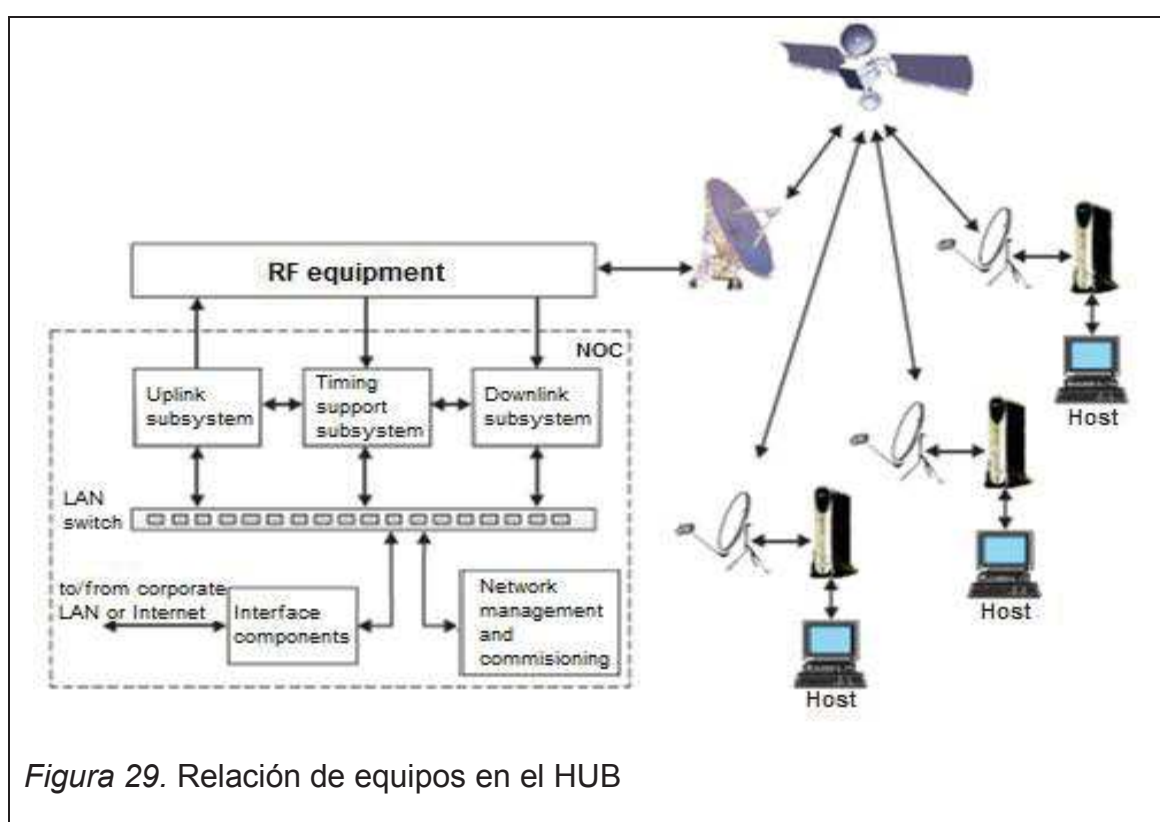 RF equipment
NOC
Uplink
subsystem
Timing
support
subsystem
Downlink
subsystem
LAN
switch
to/from corporate
LAN or Internet
Interface
components
Network
management
and
commisioning
Host
Host
Host
Figura 29. Relación de equipos en el HUB